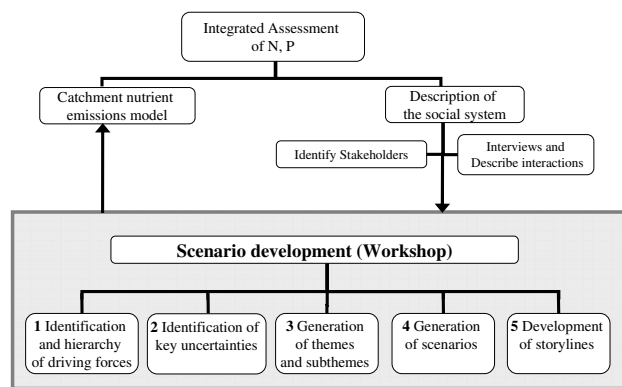 Integrated Assessment
of N, P
Catchment nutrient
emissions model
Description of
the social system
Identify Stakeholders
Interviews and
Describe interactions
Scenario development (Workshop)
1 Identification
and hierarchy
of driving forces
2 Identification of
key uncertainties
3 Generation
of themes
and subthemes
4 Generation
of scenarios
5 Development
of storylines